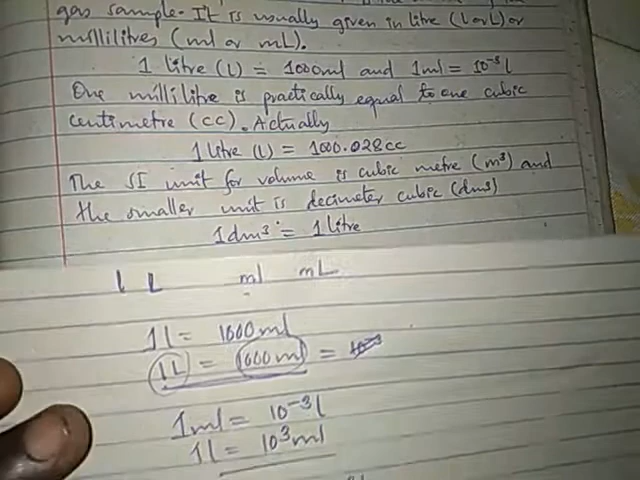 gas sample. It is usually given in litre (l or L) or
millilitres (ml or mL).
1 litre (L) = 1000ml and 1ml = 10⁻³l
One millilitre is practically equal to one cubic
centimetre (cc). Actually
1 litre (L) = 1000.028cc
The SI unit for volume is cubic metre (m³) and
the smaller unit is decimeter cubic (dm³)
1dm³ = 1 litre
l L ml mL
1l = 1000ml
1L = 1000ml =
1ml = 10⁻³l
1l = 10³ml